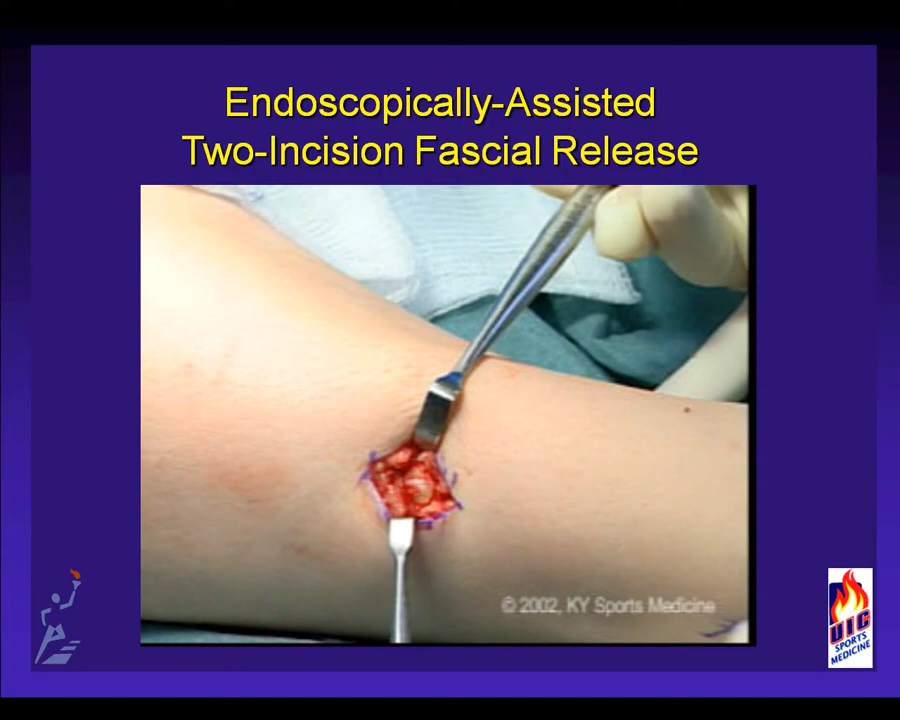 Endoscopically-Assisted
Two-Incision Fascial Release
© 2002, KY Sports Medicine
UIC
SPORTS
MEDICINE